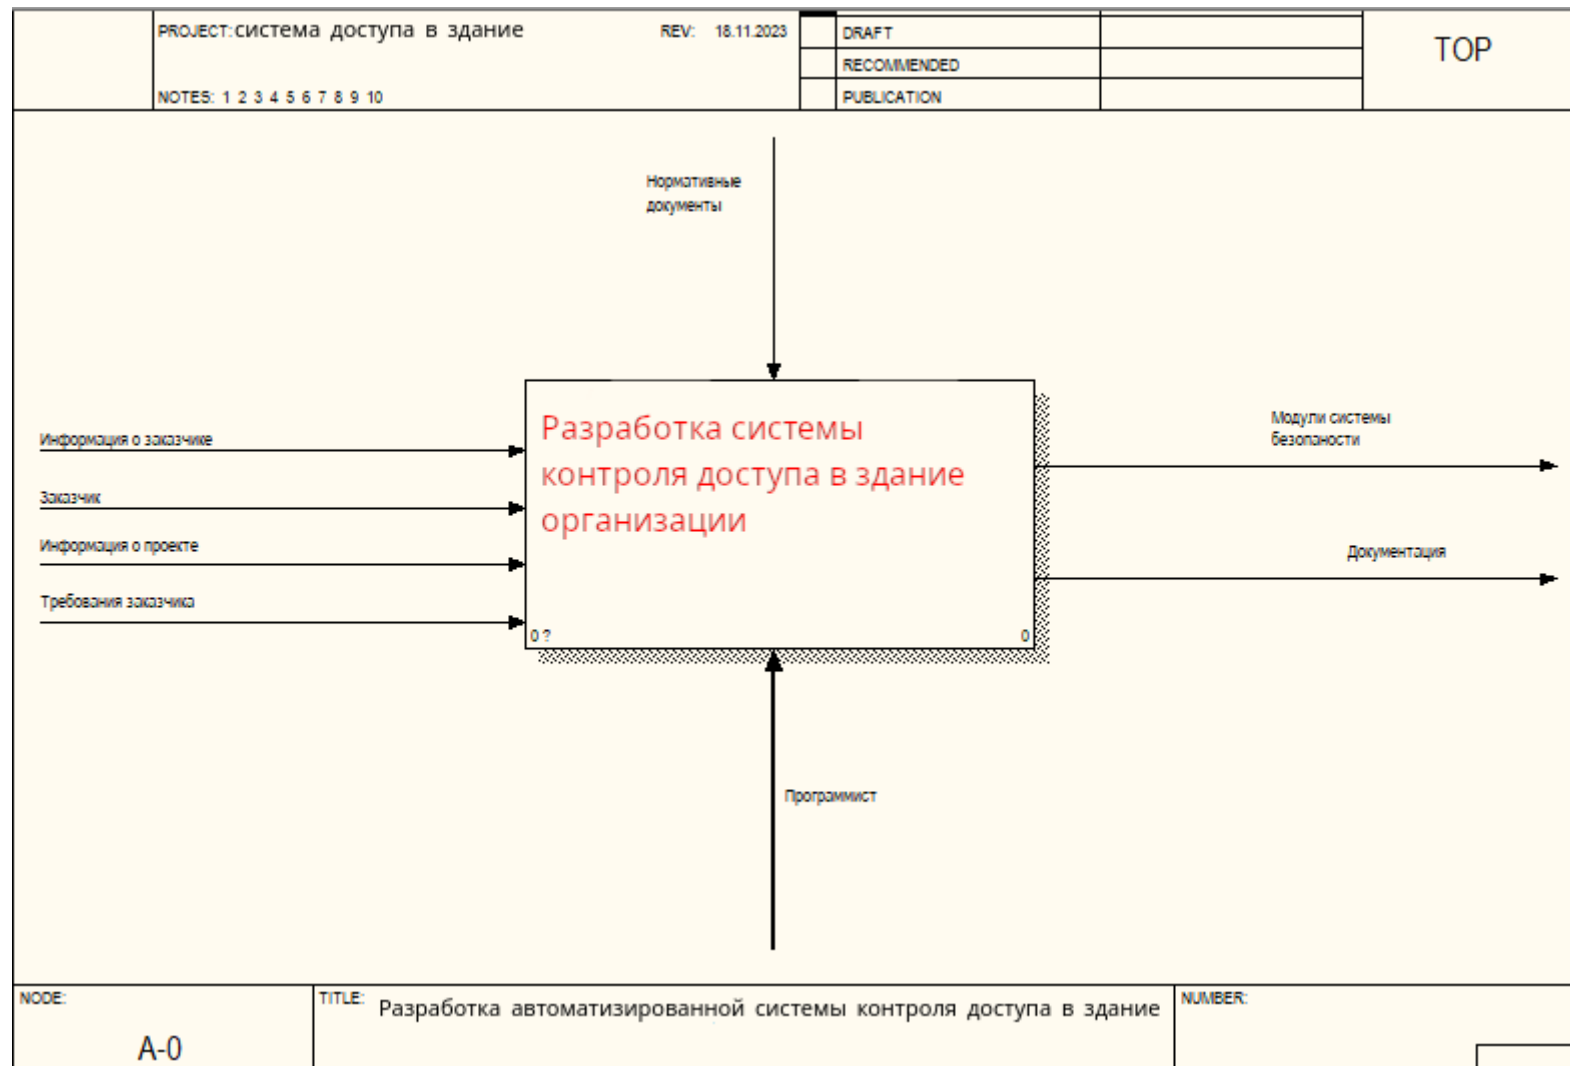 PROJECT: система доступа в здание
REV: 18.11.2023
NOTES: 1 2 3 4 5 6 7 8 9 10
DRAFT
RECOMMENDED
PUBLICATION
TOP
Нормативные
документы
Информация о заказчике
Заказчик
Информация о проекте
Требования заказчика
Разработка системы
контроля доступа в здание
организации
0 ?
0
Модули системы
безопаности
Документация
Программист
NODE:
A-0
TITLE: Разработка автоматизированной системы контроля доступа в здание
NUMBER: